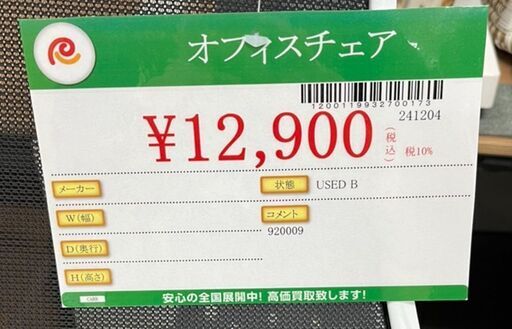 オフィスチェア
1200119932700173
241204
¥12,900
(税込)
税10%
メーカー
状態 USED B
W(幅)
コメント
920009
D(奥行)
H(高さ)
CARE
安心の全国展開中! 高価買取致します!